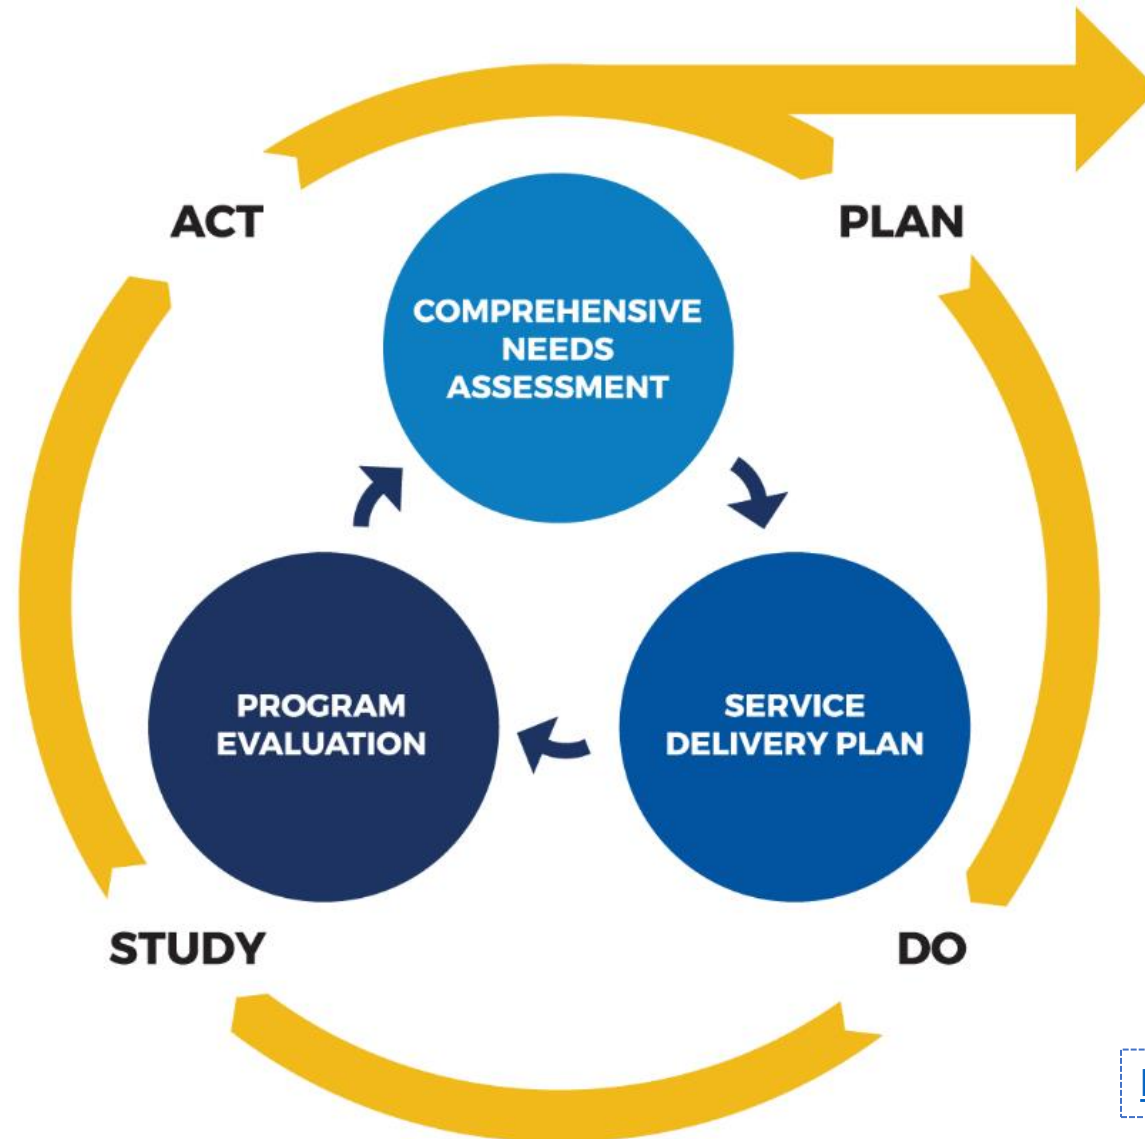 ACT
PLAN
COMPREHENSIVE
NEEDS
ASSESSMENT
PROGRAM
EVALUATION
SERVICE
DELIVERY PLAN
STUDY
DO